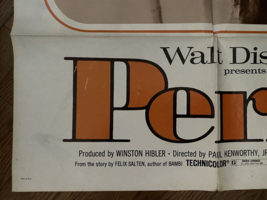 Walt Dis
presents
Per
Produced by WINSTON HIBLER · Directed by PAUL KENWORTHY, JR
From the story by FELIX SALTEN, author of BAMBI TECHNICOLOR